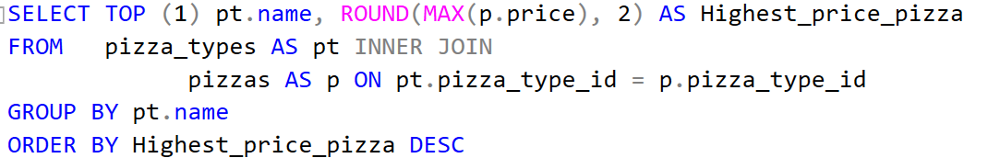 SELECT TOP (1) pt.name, ROUND(MAX(p.price), 2) AS Highest_price_pizza
FROM   pizza_types AS pt INNER JOIN
             pizzas AS p ON pt.pizza_type_id = p.pizza_type_id
GROUP BY pt.name
ORDER BY Highest_price_pizza DESC